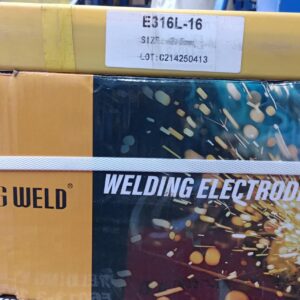 E316L-16
SIZE:
LOT:C214250413
G WELD®
WELDING ELECTROD